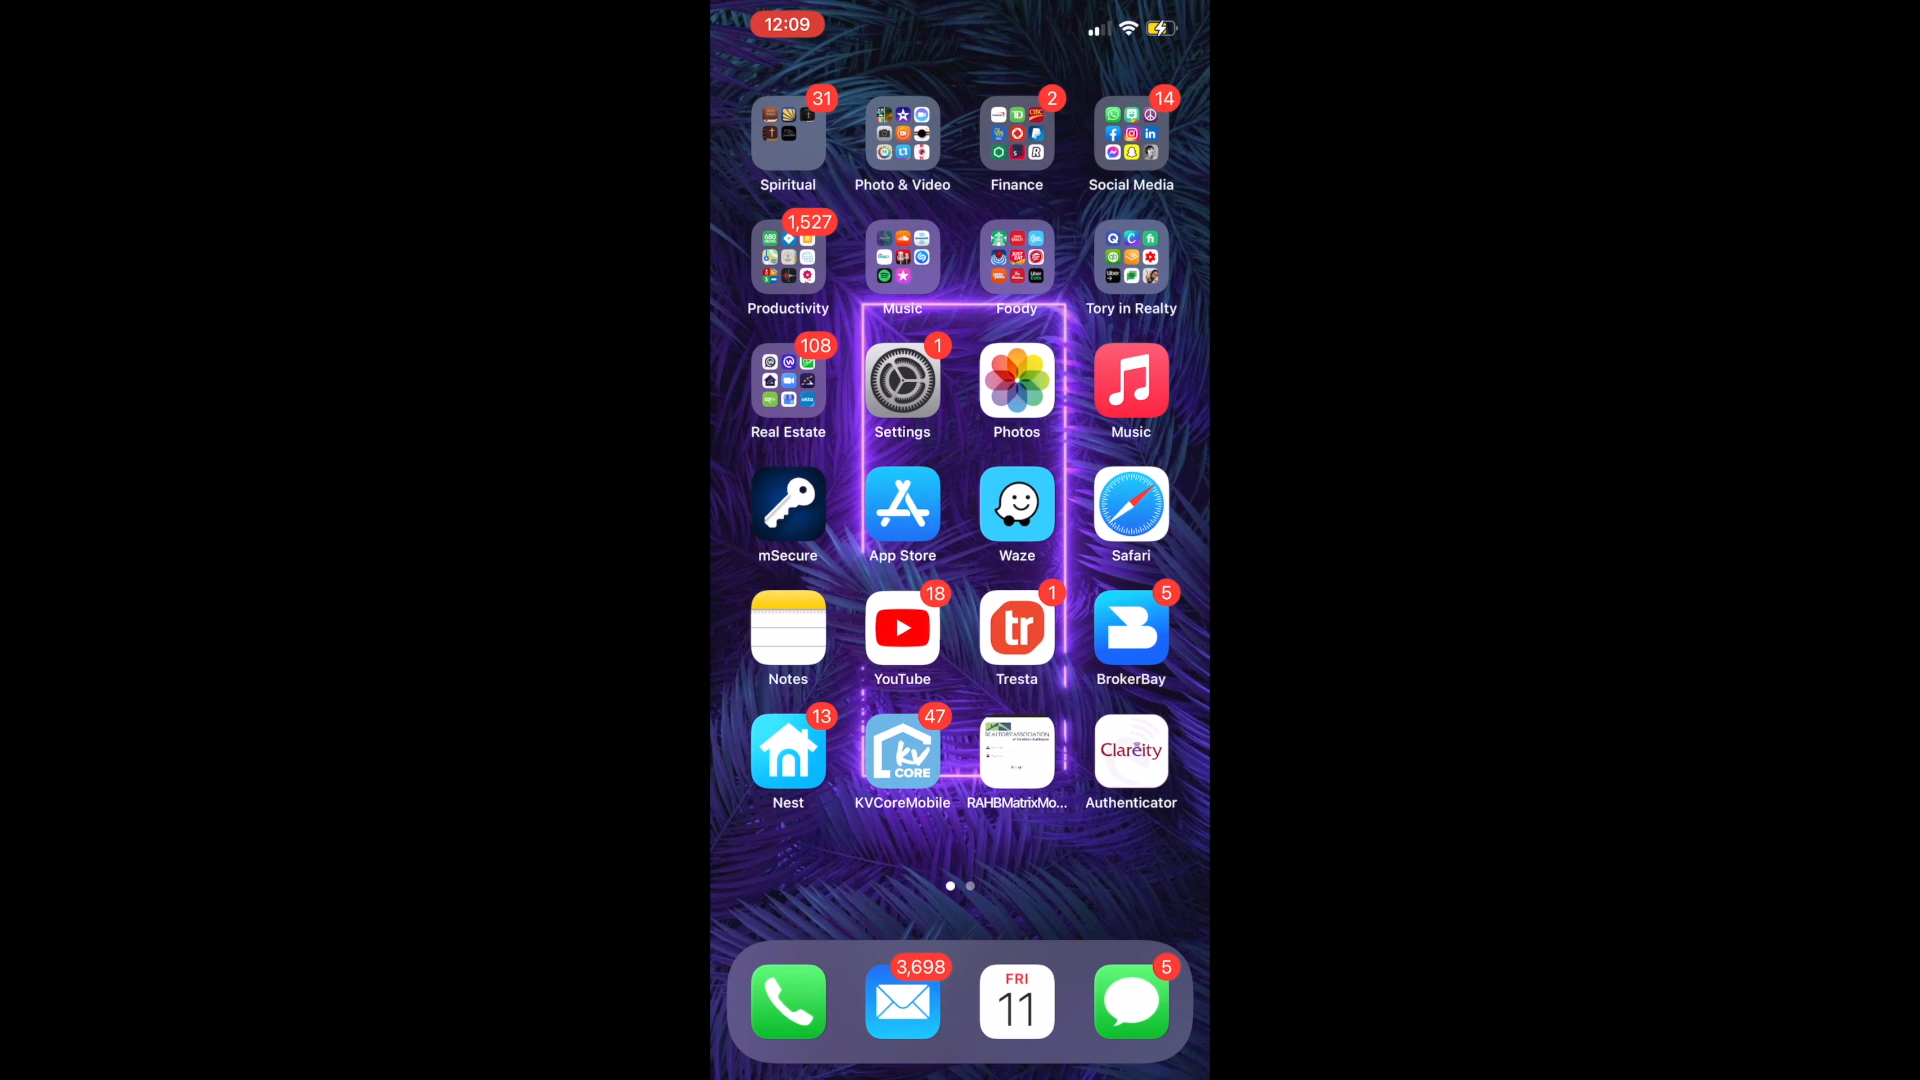 12:09
31
2
14
Spiritual
Photo & Video
Finance
Social Media
1,527
Productivity
Music
Foody
Tory in Realty
108
1
Real Estate
Settings
Photos
Music
mSecure
App Store
Waze
Safari
18
1
tr
5
Notes
YouTube
Tresta
BrokerBay
13
47
kv
CORE
REALTORS ASSOCIATION
Clareity
Nest
KVCoreMobile
RAHBMatrixMo...
Authenticator
3,698
FRI
11
5